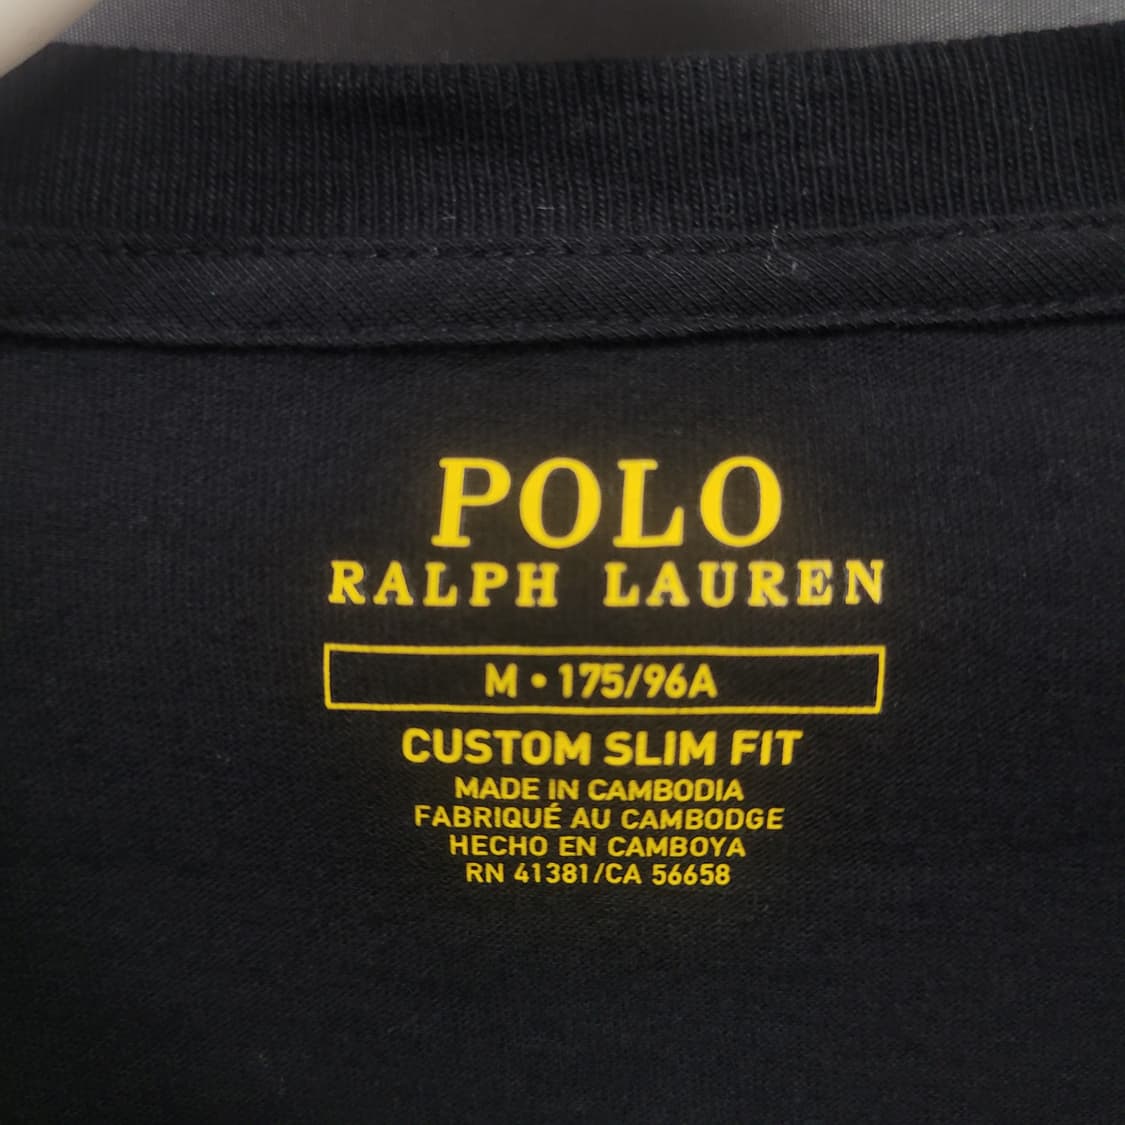 POLO
RALPH LAUREN
M • 175/96A
CUSTOM SLIM FIT
MADE IN CAMBODIA
FABRIQUÉ AU CAMBODGE
HECHO EN CAMBOYA
RN 41381/CA 56658